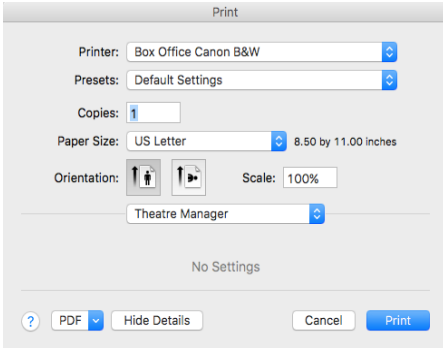 Print
Printer: Box Office Canon B&W
Presets: Default Settings
Copies: 1
Paper Size: US Letter 8.50 by 11.00 inches
Orientation: Scale: 100%
Theatre Manager
No Settings
? PDF Hide Details Cancel Print